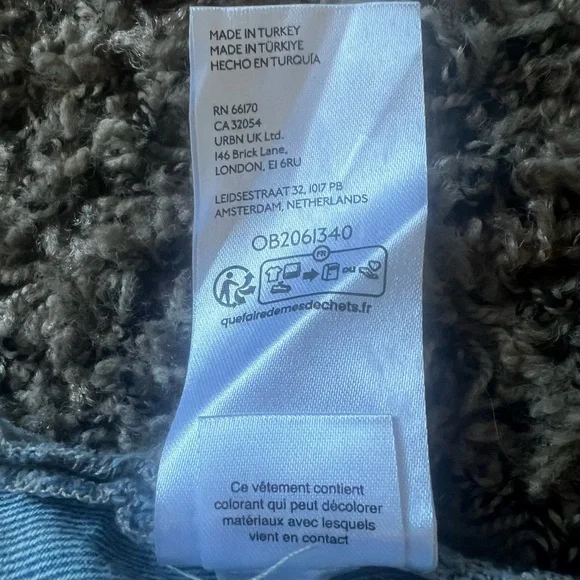 MADE IN TURKEY
MADE IN TÜRKIYE
HECHO EN TURQUÍA
RN 66170
CA 32054
URBN UK Ltd.
146 Brick Lane,
LONDON, E1 6RU
LEIDSESTRAAT 32, 1017 PB
AMSTERDAM, NETHERLANDS
OB2061340
FR
OU
quefairedemesdechets.fr
Ce vêtement contient
colorant qui peut décolorer
matériaux avec lesquels
vient en contact